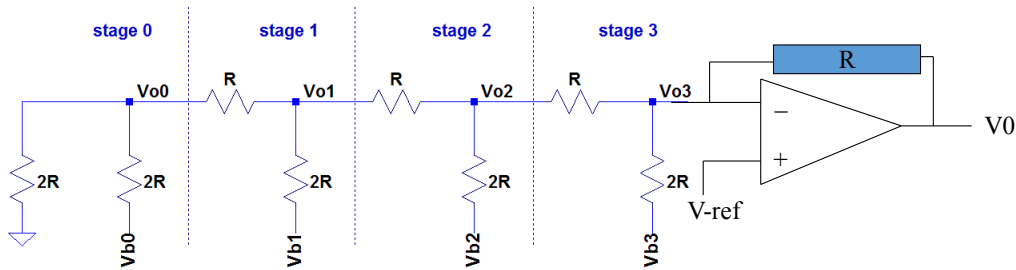 stage 0
stage 1
stage 2
stage 3
R
R
R
R
Vo0
Vo1
Vo2
Vo3
V0
2R
2R
2R
2R
2R
V-ref
Vb0
Vb1
Vb2
Vb3
−
+